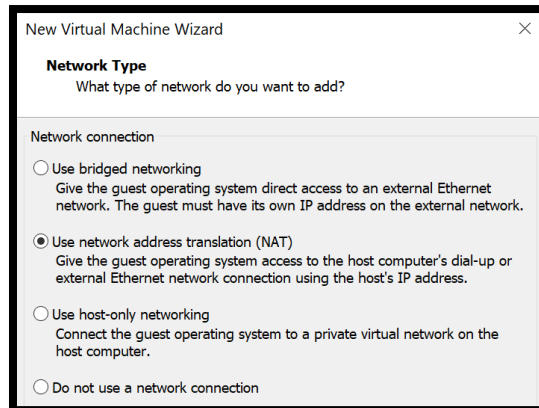 New Virtual Machine Wizard
Network Type
What type of network do you want to add?
Network connection
Use bridged networking
Give the guest operating system direct access to an external Ethernet
network. The guest must have its own IP address on the external network.
Use network address translation (NAT)
Give the guest operating system access to the host computer's dial-up or
external Ethernet network connection using the host's IP address.
Use host-only networking
Connect the guest operating system to a private virtual network on the
host computer.
Do not use a network connection